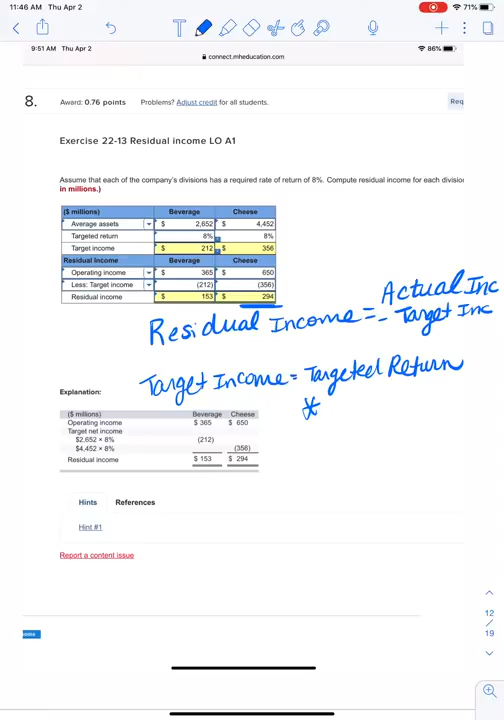 11:46 AM Thu Apr 2 71%
9:51 AM Thu Apr 2 86%
connect.mheducation.com
8. Award: 0.76 points Problems? Adjust credit for all students. Req
Exercise 22-13 Residual income LO A1
Assume that each of the company's divisions has a required rate of return of 8%. Compute residual income for each division
in millions.)
($ millions) Beverage Cheese
Average assets $ 2,652 $ 4,452
Targeted return 8% 8%
Target income $ 212 $ 356
Residual Income Beverage Cheese
Operating income $ 365 $ 650
Less: Target income (212) (356)
Residual income $ 153 $ 294
Actual Inc
Residual Income = - Target Inc
Target Income = Targeted Return
*
Explanation:
($ millions) Beverage Cheese
Operating income $ 365 $ 650
Target net income
$2,652 × 8% (212)
$4,452 × 8% (356)
Residual income $ 153 $ 294
Hints References
Hint #1
Report a content issue
12
/
19